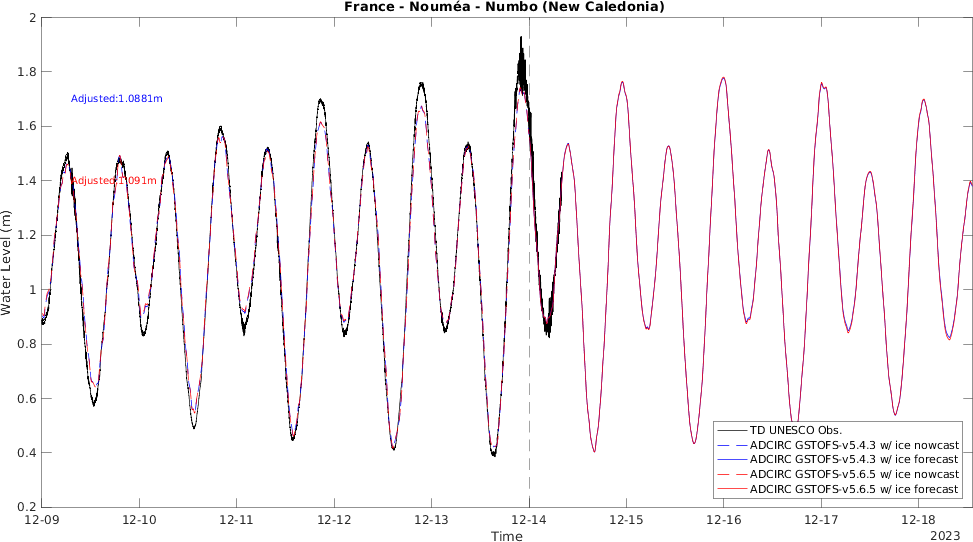 France - Nouméa - Numbo (New Caledonia)
2
1.8
Adjusted:1.0881m
1.6
1.4
Adjusted:1.091m
1.2
Water Level (m)
1
0.8
0.6
0.4
0.2
TD UNESCO Obs.
ADCIRC GSTOFS-v5.4.3 w/ ice nowcast
ADCIRC GSTOFS-v5.4.3 w/ ice forecast
ADCIRC GSTOFS-v5.6.5 w/ ice nowcast
ADCIRC GSTOFS-v5.6.5 w/ ice forecast
12-09 12-10 12-11 12-12 12-13 12-14 12-15 12-16 12-17 12-18
Time
2023